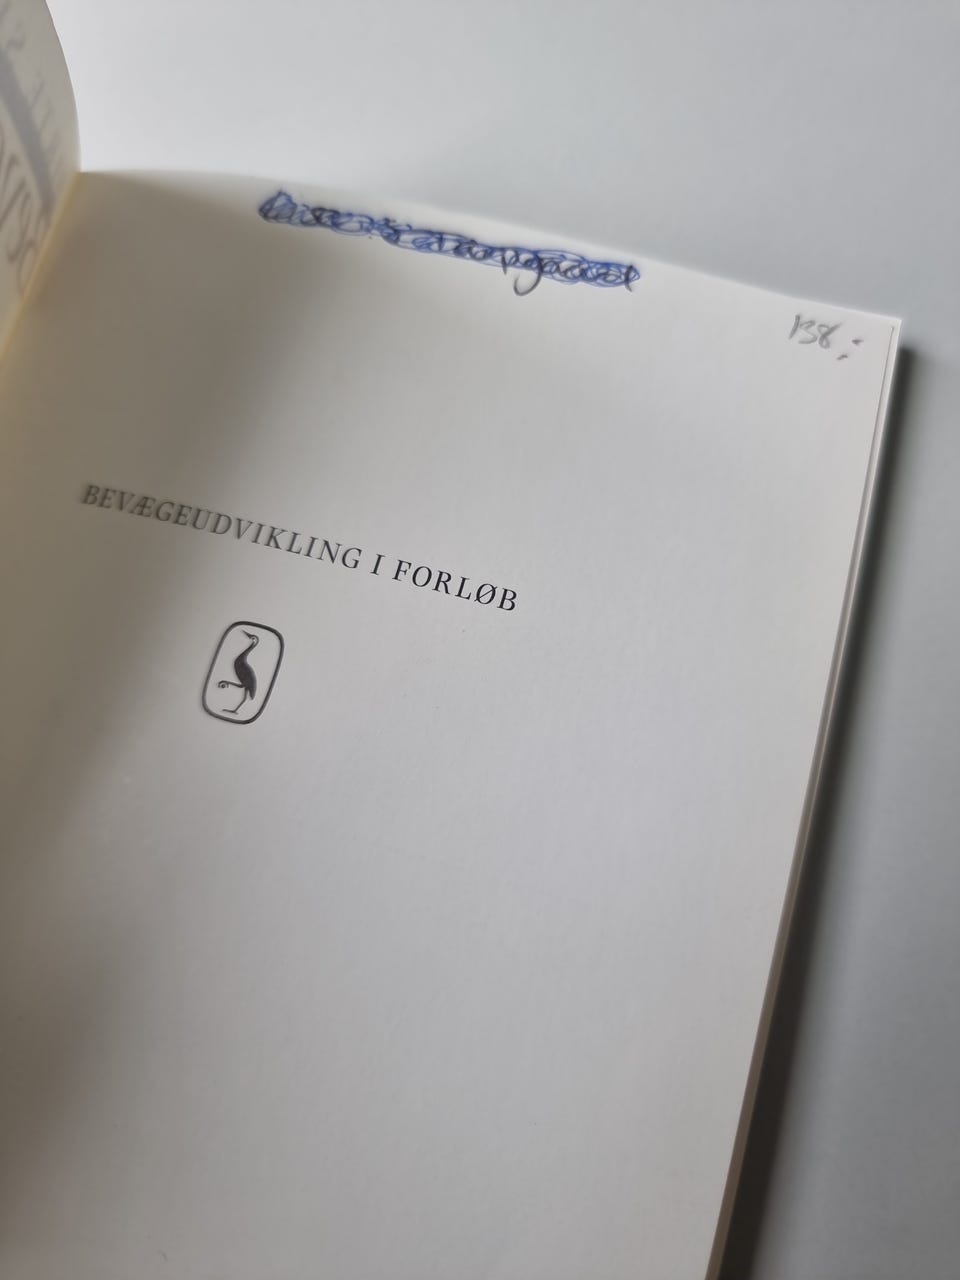 138,-
BEVÆGEUDVIKLING I FORLØB